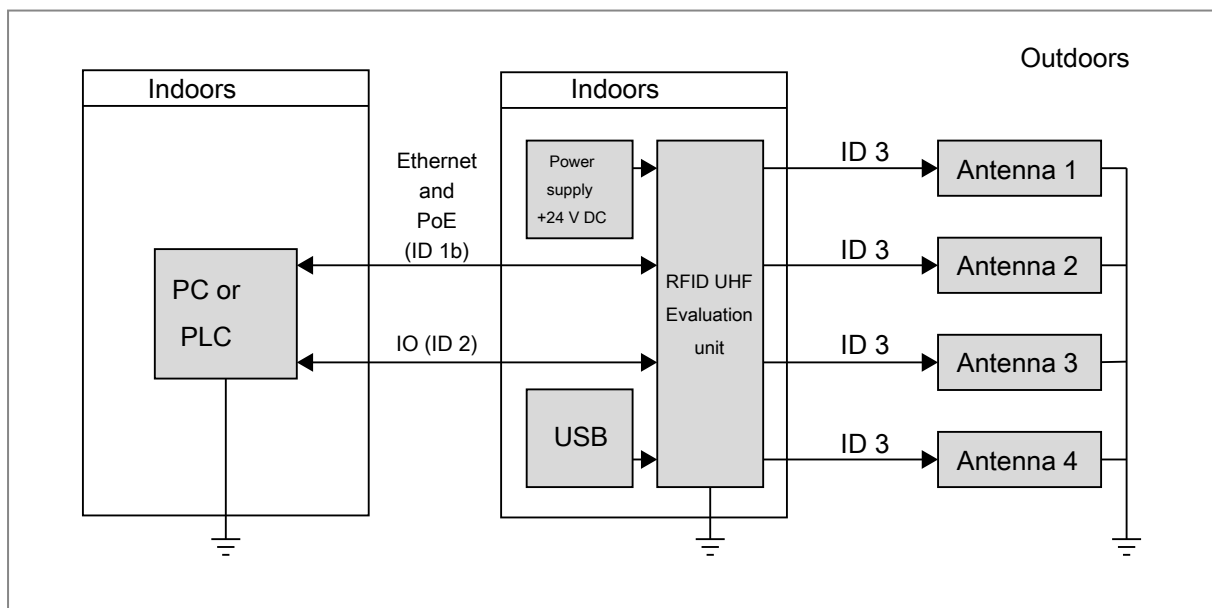 Outdoors
Indoors
Indoors
Ethernet
and
PoE
(ID 1b)
PC or
PLC
IO (ID 2)
Power
supply
+24 V DC
RFID UHF
Evaluation
unit
USB
ID 3
Antenna 1
ID 3
Antenna 2
ID 3
Antenna 3
ID 3
Antenna 4